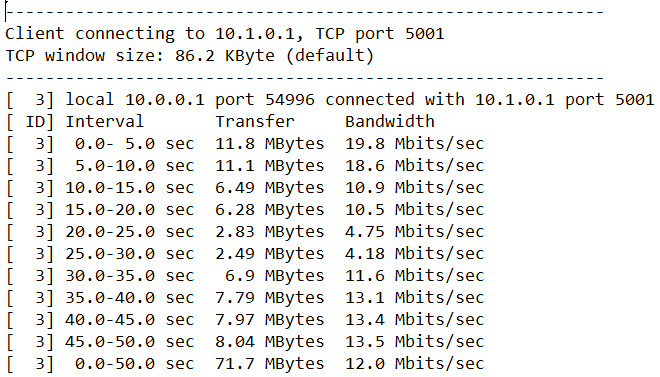 ------------------------------------------------------------
Client connecting to 10.1.0.1, TCP port 5001
TCP window size: 86.2 KByte (default)
------------------------------------------------------------
[  3] local 10.0.0.1 port 54996 connected with 10.1.0.1 port 5001
[ ID] Interval       Transfer     Bandwidth
[  3]  0.0- 5.0 sec  11.8 MBytes  19.8 Mbits/sec
[  3]  5.0-10.0 sec  11.1 MBytes  18.6 Mbits/sec
[  3] 10.0-15.0 sec  6.49 MBytes  10.9 Mbits/sec
[  3] 15.0-20.0 sec  6.28 MBytes  10.5 Mbits/sec
[  3] 20.0-25.0 sec  2.83 MBytes  4.75 Mbits/sec
[  3] 25.0-30.0 sec  2.49 MBytes  4.18 Mbits/sec
[  3] 30.0-35.0 sec   6.9 MBytes  11.6 Mbits/sec
[  3] 35.0-40.0 sec  7.79 MBytes  13.1 Mbits/sec
[  3] 40.0-45.0 sec  7.97 MBytes  13.4 Mbits/sec
[  3] 45.0-50.0 sec  8.04 MBytes  13.5 Mbits/sec
[  3]  0.0-50.0 sec  71.7 MBytes  12.0 Mbits/sec